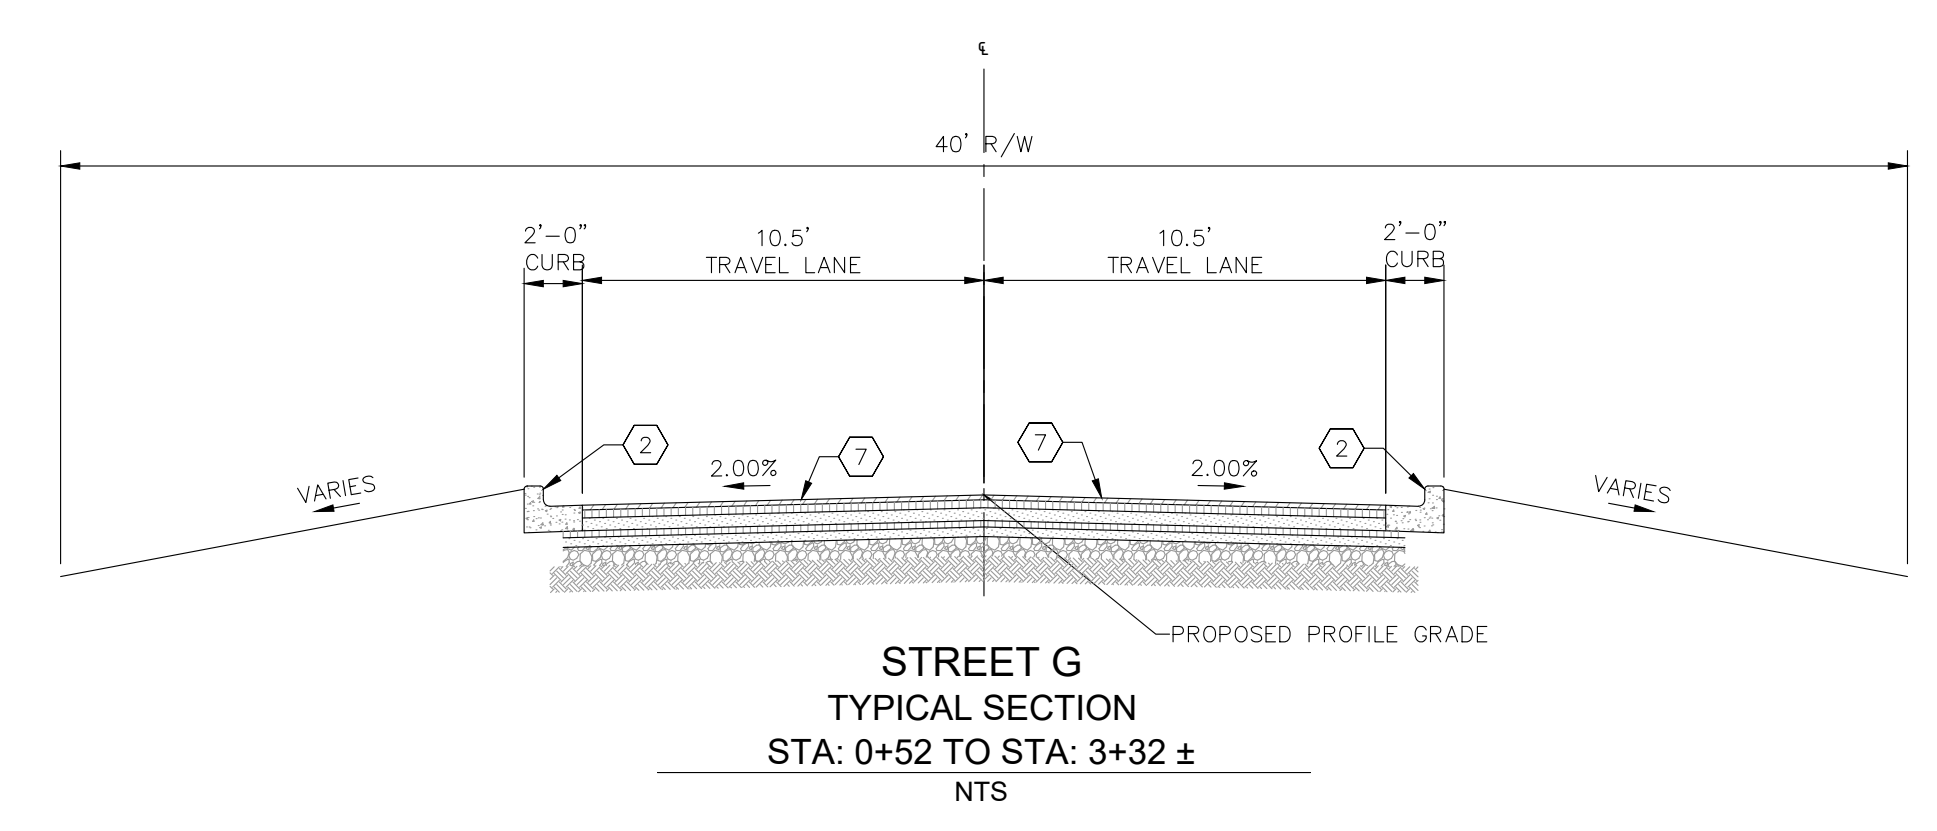 ℄
40' R/W
2'-0"
CURB
10.5'
TRAVEL LANE
10.5'
TRAVEL LANE
2'-0"
CURB
VARIES
2
2.00%
7
7
2.00%
2
VARIES
PROPOSED PROFILE GRADE
STREET G
TYPICAL SECTION
STA: 0+52 TO STA: 3+32 ±
NTS